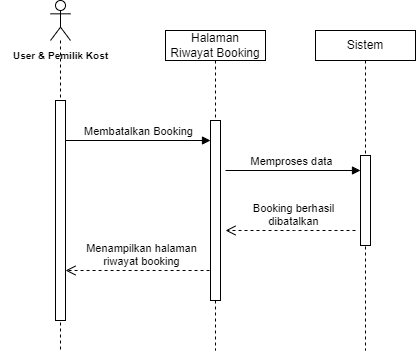 User & Pemilik Kost
Halaman
Riwayat Booking
Sistem
Membatalkan Booking
Memproses data
Booking berhasil
dibatalkan
Menampilkan halaman
riwayat booking